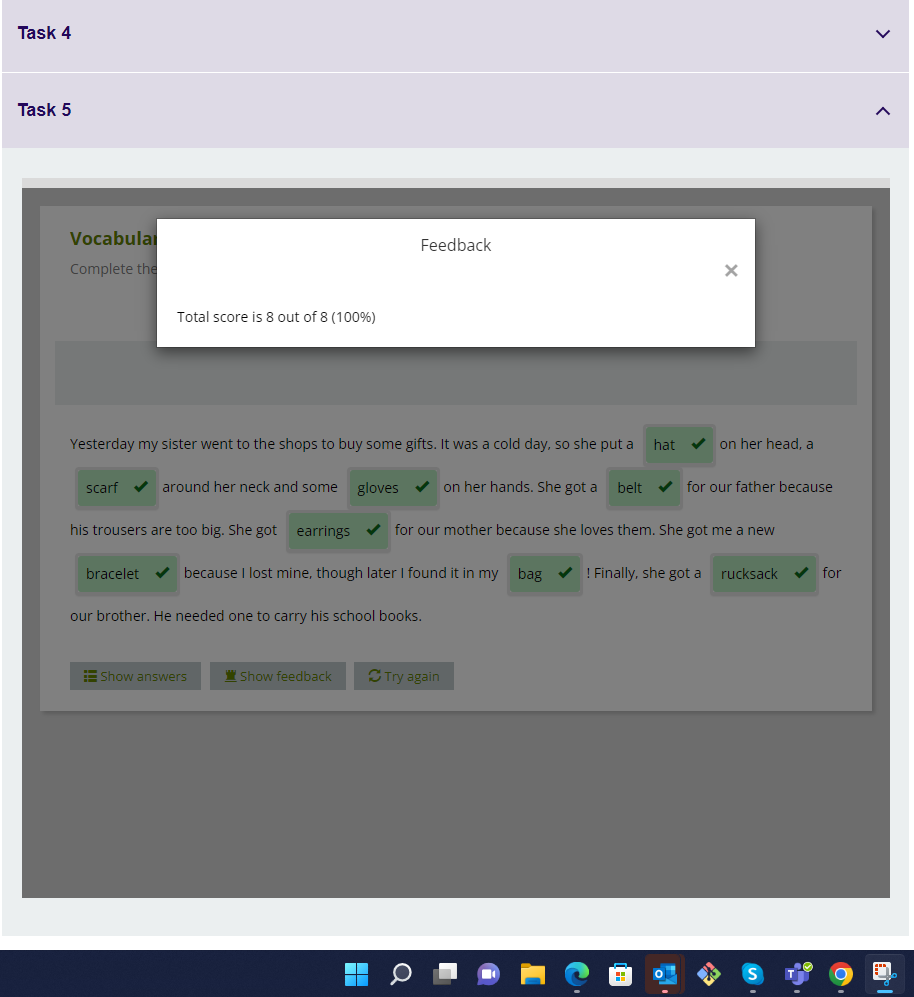 Task 4
Task 5
Vocabular
Complete the
Feedback
×
Total score is 8 out of 8 (100%)
Yesterday my sister went to the shops to buy some gifts. It was a cold day, so she put a hat on her head, a
scarf around her neck and some gloves on her hands. She got a belt for our father because
his trousers are too big. She got earrings for our mother because she loves them. She got me a new
bracelet because I lost mine, though later I found it in my bag ! Finally, she got a rucksack for
our brother. He needed one to carry his school books.
Show answers Show feedback Try again